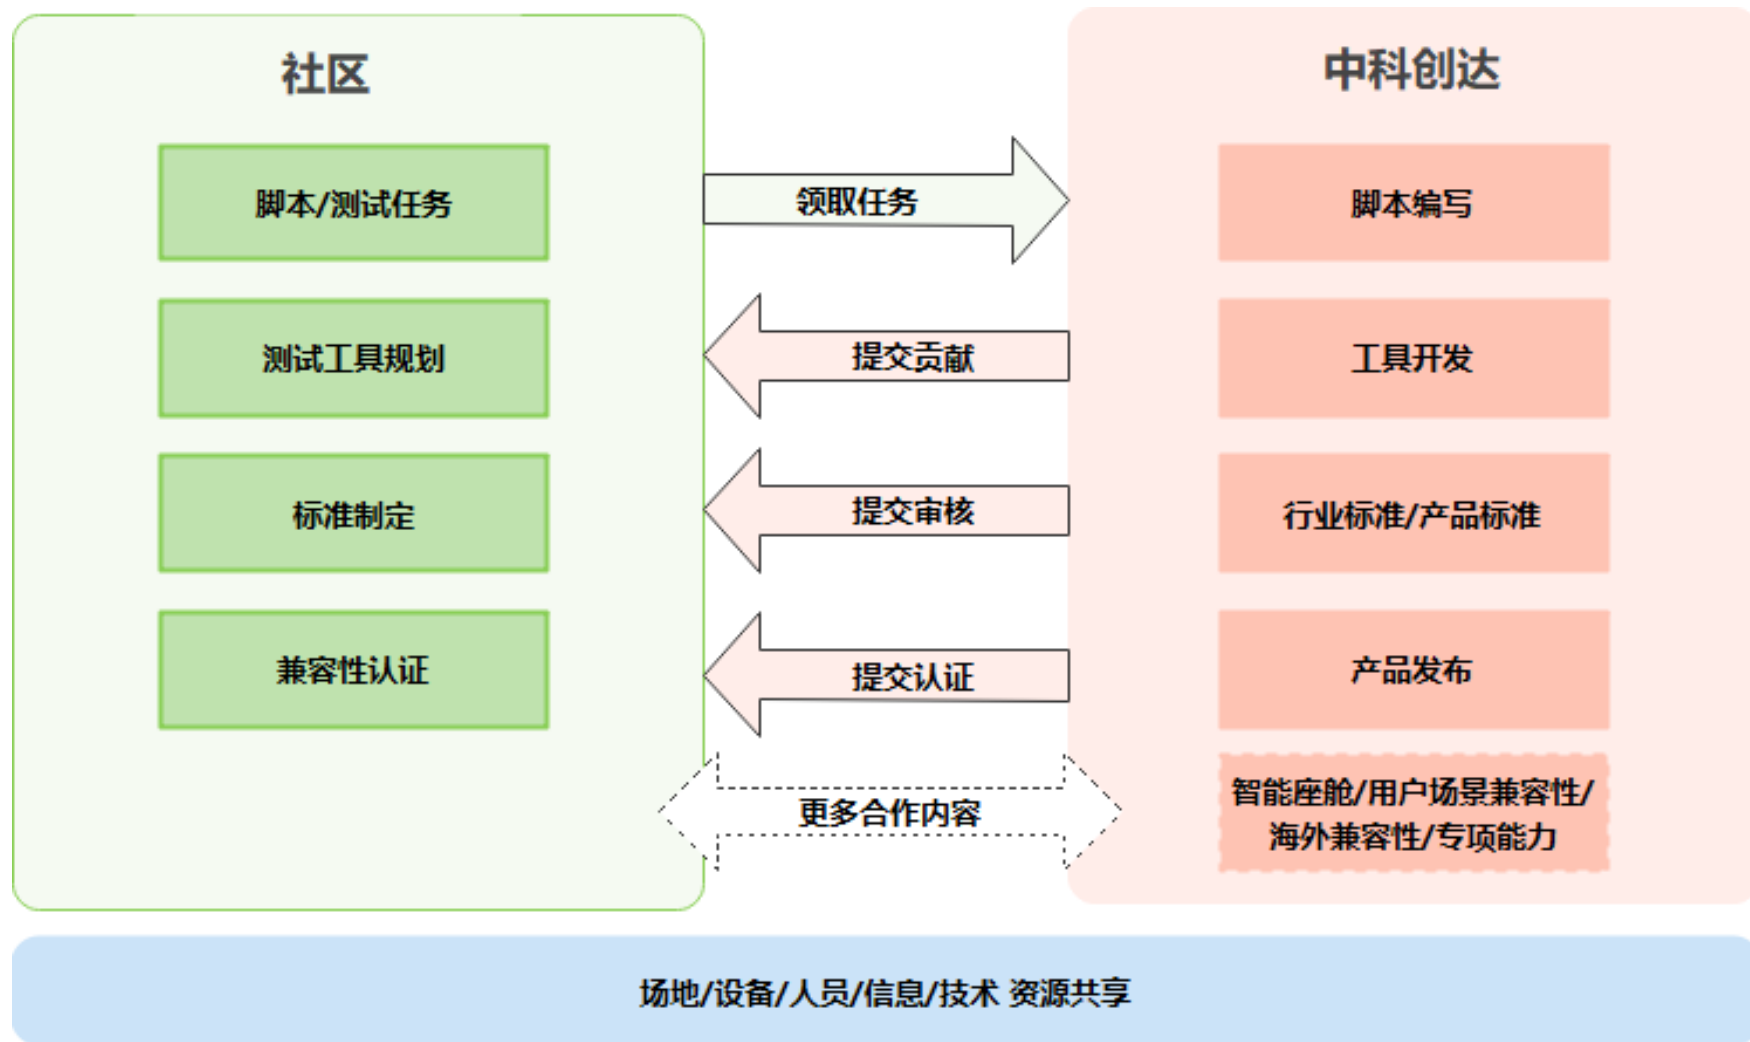 社区
中科创达
脚本/测试任务
领取任务
脚本编写
测试工具规划
提交贡献
工具开发
标准制定
提交审核
行业标准/产品标准
兼容性认证
提交认证
产品发布
更多合作内容
智能座舱/用户场景兼容性/
海外兼容性/专项能力
场地/设备/人员/信息/技术 资源共享